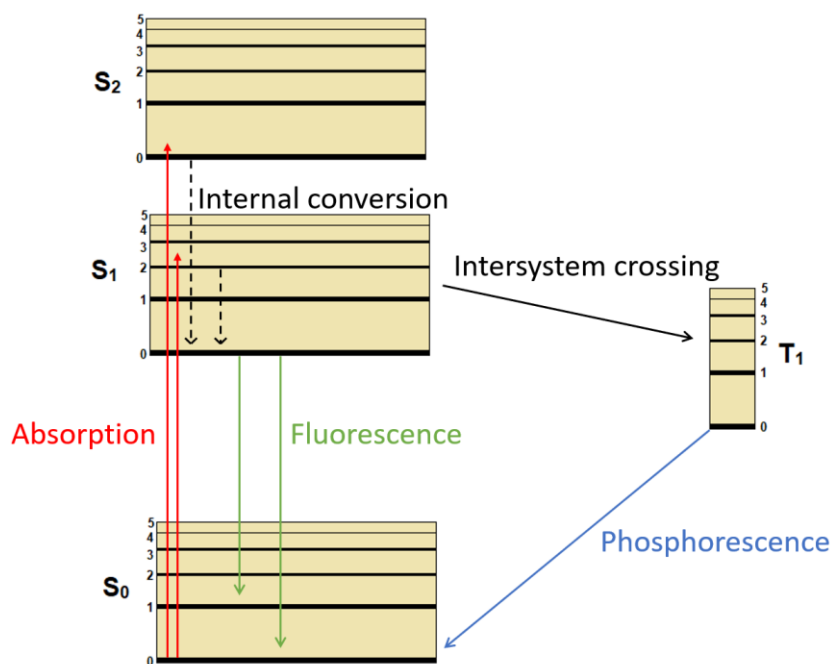 5
4
3
2
S₂
1
0
Internal conversion
5
4
3
2
S₁
1
0
Intersystem crossing
5
4
3
2
T₁
1
0
Absorption
Fluorescence
Phosphorescence
5
4
3
2
S₀
1
0